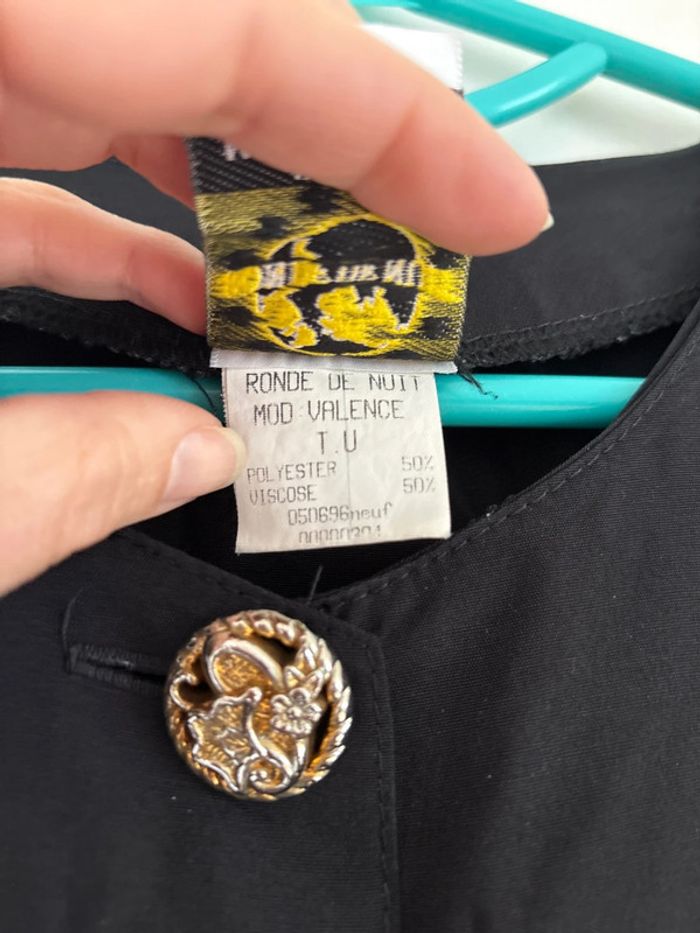 RONDE DE NUIT
MOD:VALENCE
T.U
POLYESTER 50%
VISCOSE 50%
050696neuf